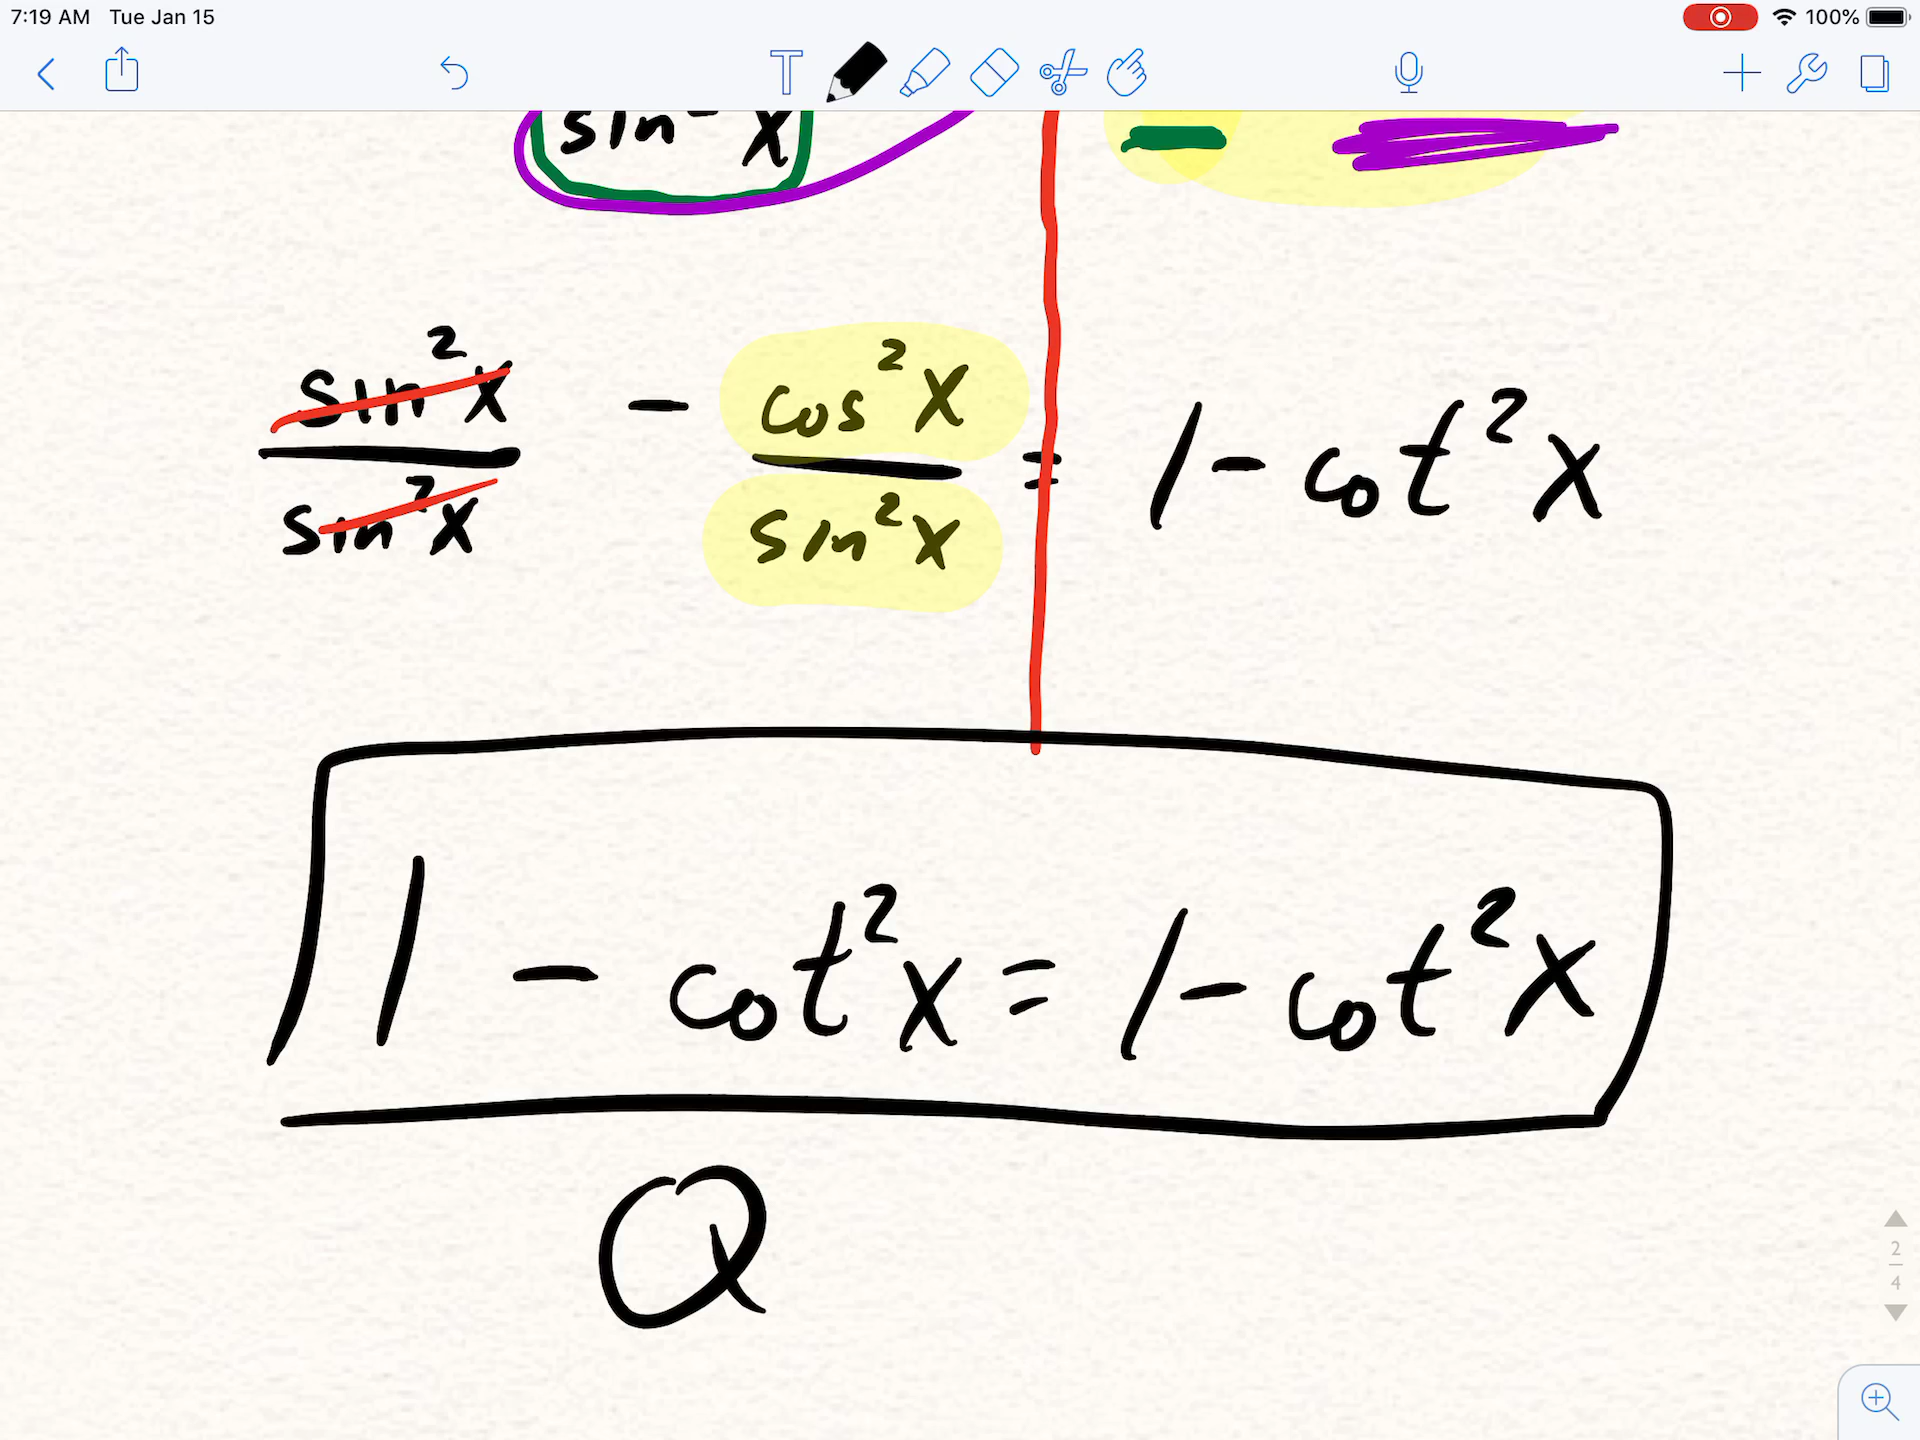 7:19 AM Tue Jan 15 100%
T
sin² x
sin²x/sin²x - cos²x/sin²x = 1 - cot²x
1 - cot²x = 1 - cot²x
Q
2
4